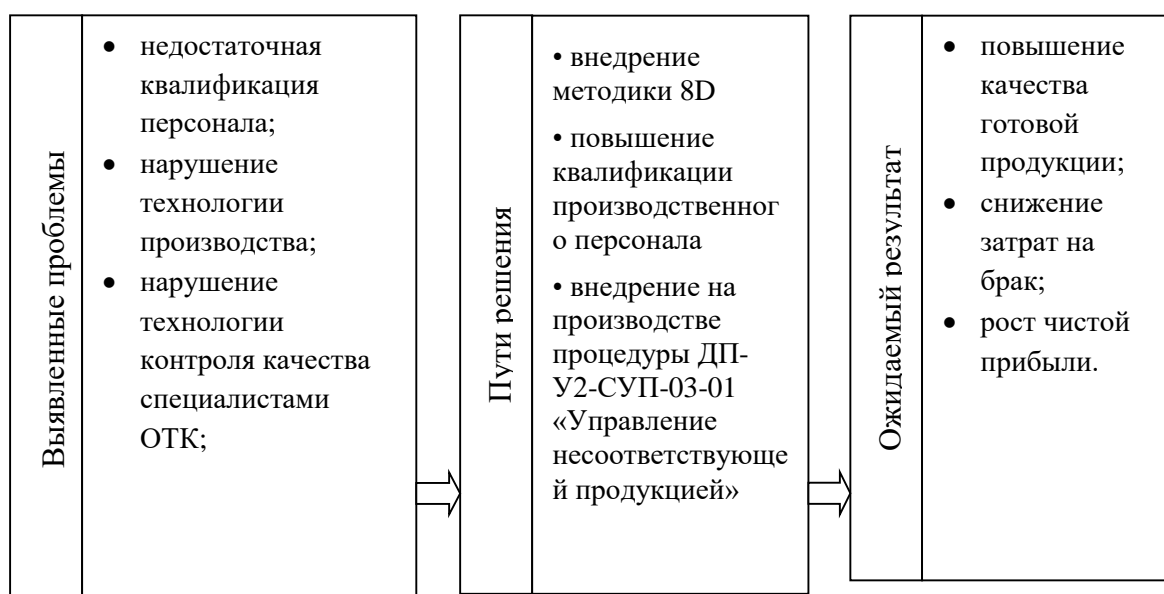 Выявленные проблемы
• недостаточная
квалификация
персонала;
• нарушение
технологии
производства;
• нарушение
технологии
контроля качества
специалистами
ОТК;
Пути решения
• внедрение
методики 8D
• повышение
квалификации
производственног
о персонала
• внедрение на
производстве
процедуры ДП-
У2-СУП-03-01
«Управление
несоответствующе
й продукцией»
Ожидаемый результат
• повышение
качества
готовой
продукции;
• снижение
затрат на
брак;
• рост чистой
прибыли.